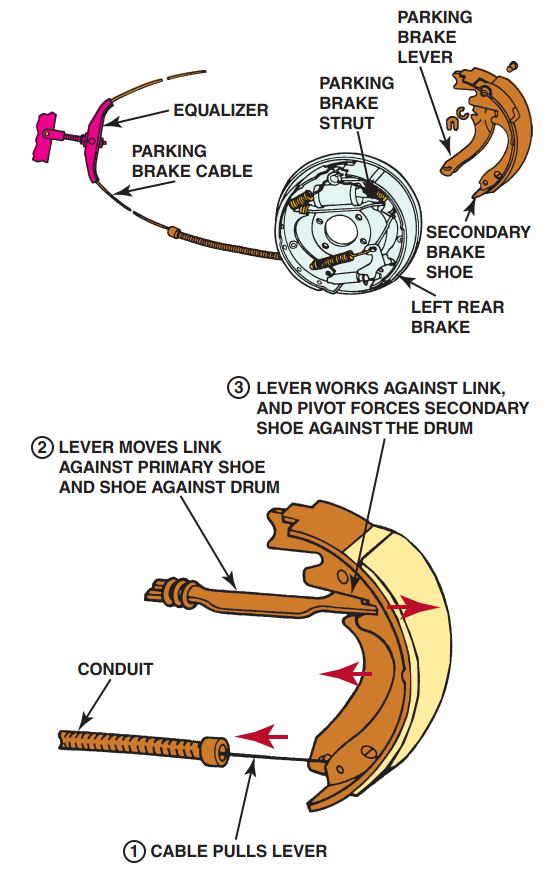 PARKING
BRAKE
LEVER
PARKING
BRAKE
STRUT
EQUALIZER
PARKING
BRAKE CABLE
SECONDARY
BRAKE
SHOE
LEFT REAR
BRAKE
3 LEVER WORKS AGAINST LINK,
AND PIVOT FORCES SECONDARY
SHOE AGAINST THE DRUM
2 LEVER MOVES LINK
AGAINST PRIMARY SHOE
AND SHOE AGAINST DRUM
CONDUIT
1 CABLE PULLS LEVER